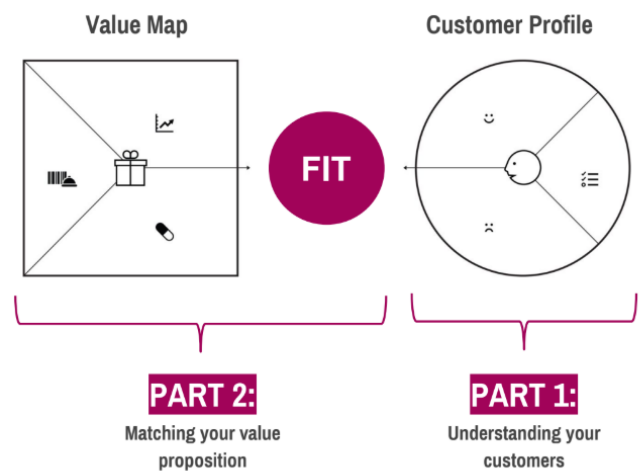 Value Map
Customer Profile
FIT
PART 2:
Matching your value
proposition
PART 1:
Understanding your
customers